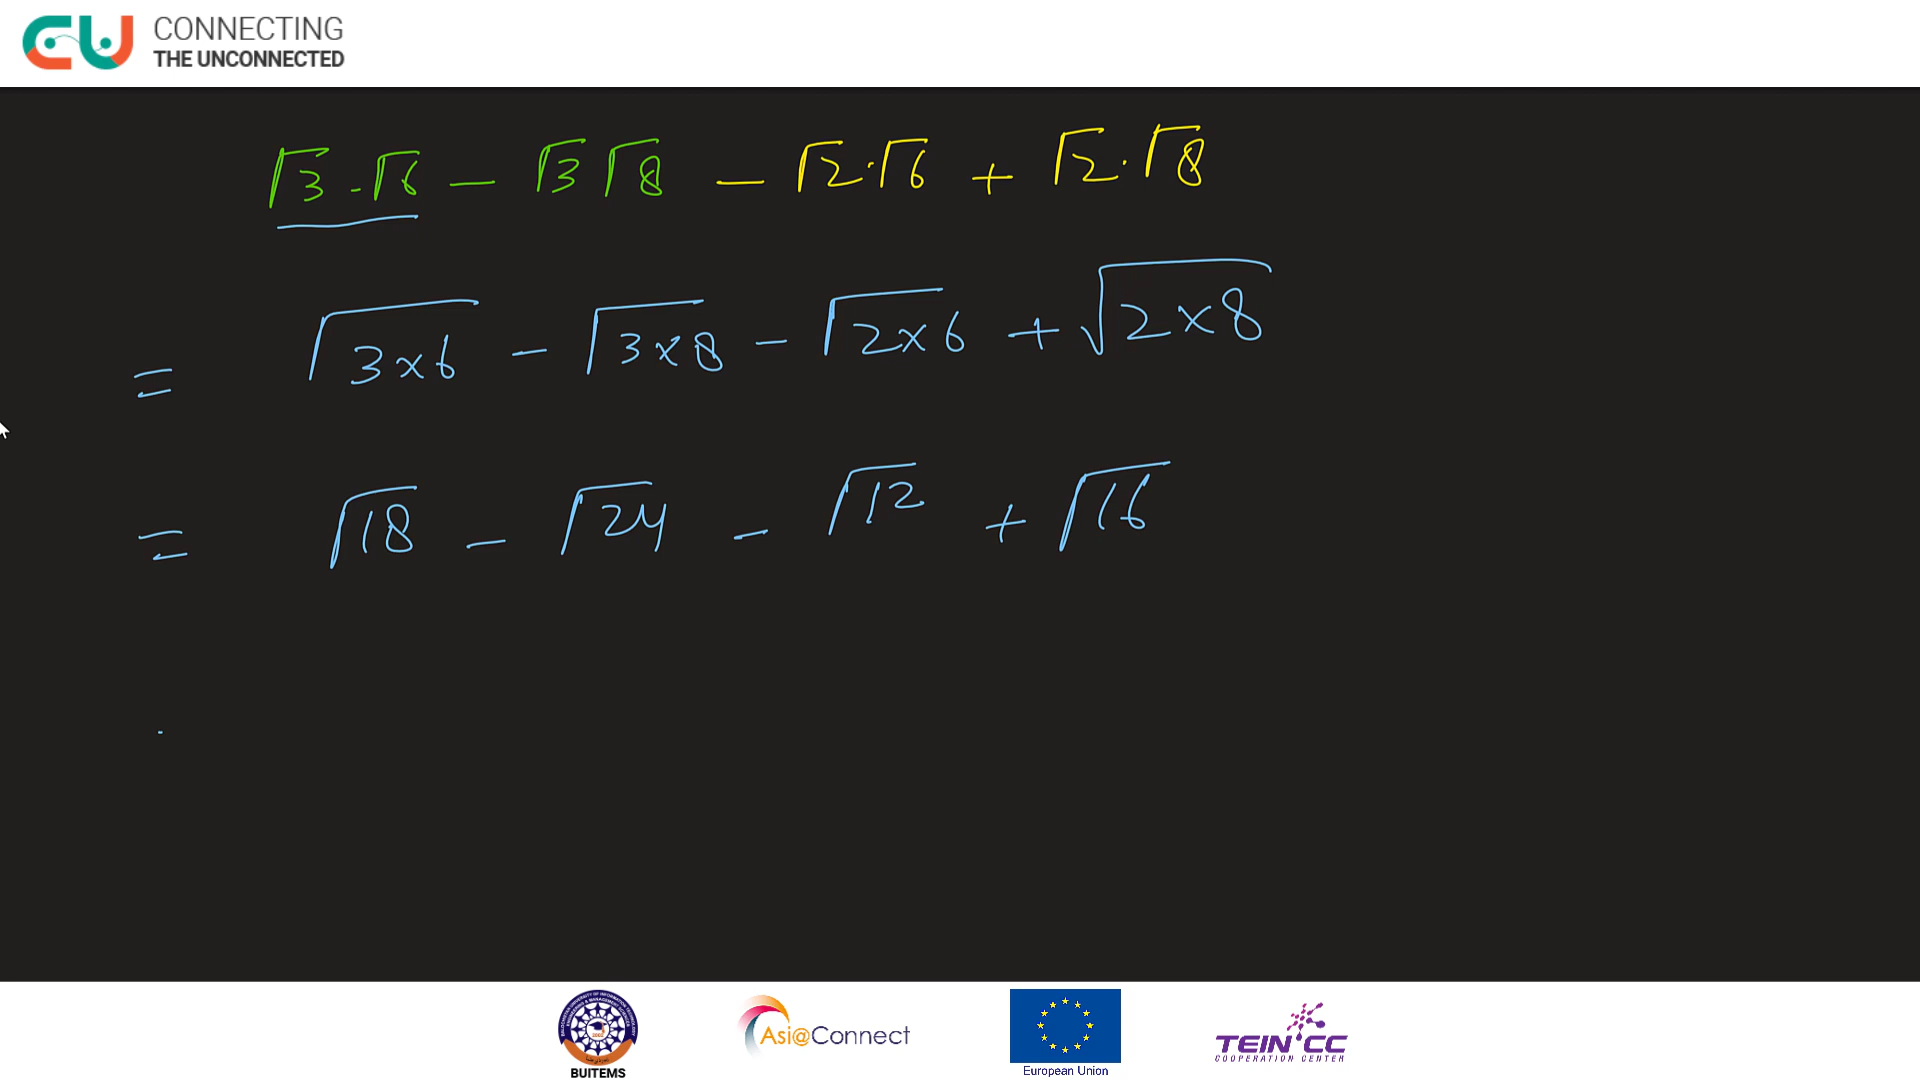 CONNECTING
THE UNCONNECTED
√3 · √6 − √3 √8 − √2 · √6 + √2 · √8
= √3×6 − √3×8 − √2×6 + √2×8
= √18 − √24 − √12 + √16
BUITEMS
Asi@Connect
European Union
TEIN*CC
COOPERATION CENTER